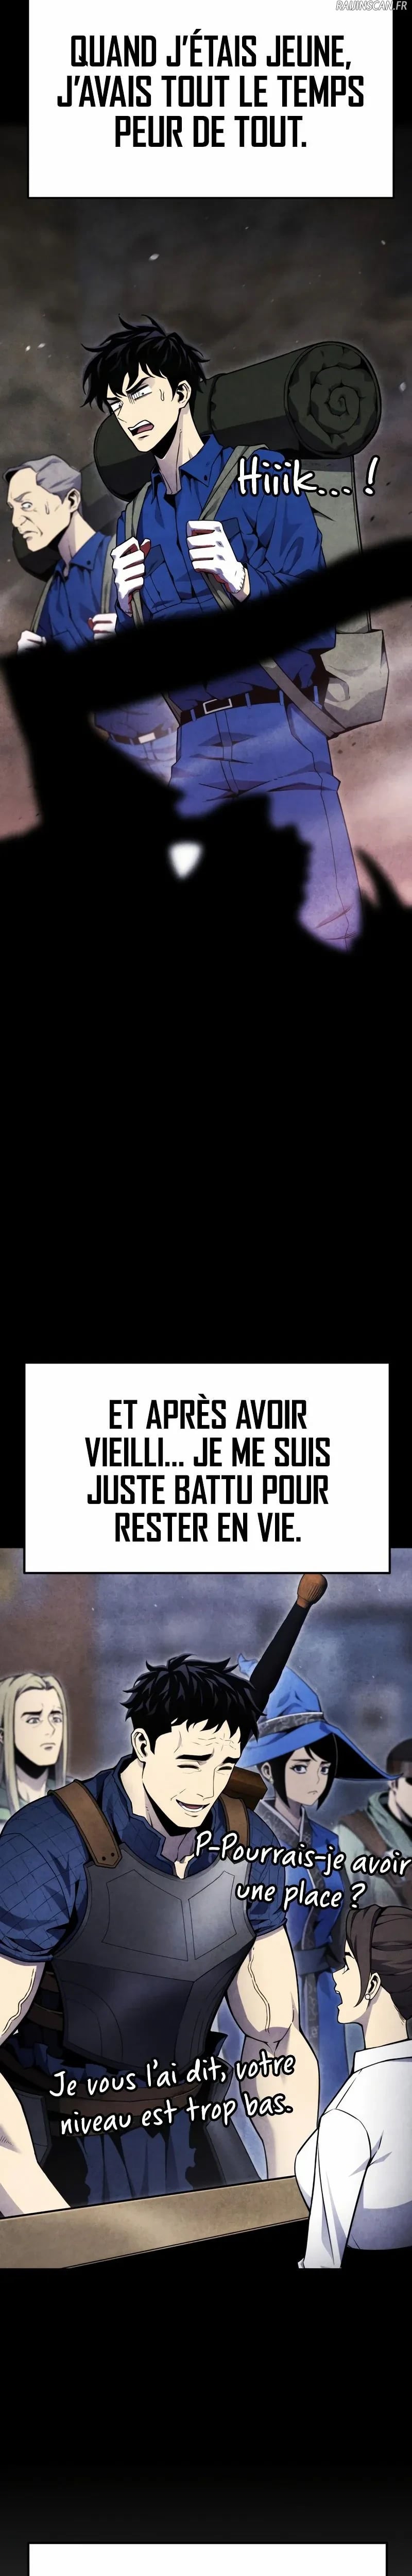 RAIJINSCAN.FR
QUAND J'ÉTAIS JEUNE,
J'AVAIS TOUT LE TEMPS
PEUR DE TOUT.
Hiiik... !
ET APRÈS AVOIR
VIEILLI... JE ME SUIS
JUSTE BATTU POUR
RESTER EN VIE.
P-Pourrais-je avoir
une place ?
Je vous l'ai dit, votre
niveau est trop bas.